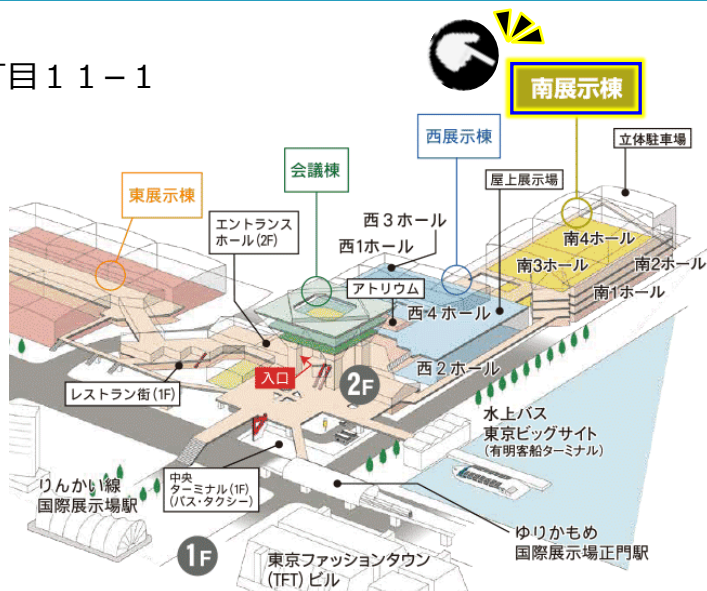 丁目１１－１
南展示棟
立体駐車場
西展示棟
会議棟
屋上展示場
東展示棟
エントランス
ホール(2F)
西３ホール
西1ホール
南4ホール
南3ホール
南2ホール
南1ホール
アトリウム
西４ホール
西２ホール
入口
2F
レストラン街(1F)
水上バス
東京ビッグサイト
(有明客船ターミナル)
中央
ターミナル(1F)
(バス・タクシー)
りんかい線
国際展示場駅
ゆりかもめ
国際展示場正門駅
1F
東京ファッションタウン
(TFT)ビル